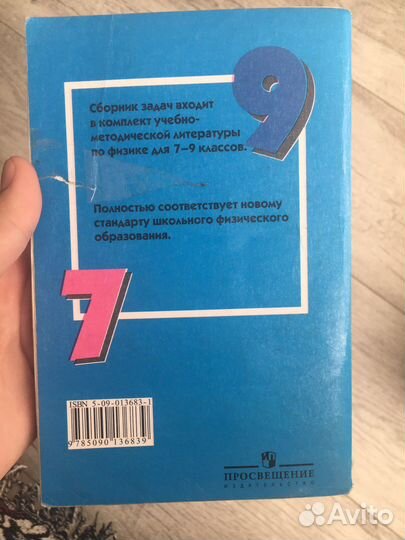 9
Сборник задач входит
в комплект учебно-
методической литературы
по физике для 7–9 классов.
Полностью соответствует новому
стандарту школьного физического
образования.
7
ISBN 5-09-013683-1
9785090136839
ПРОСВЕЩЕНИЕ
ИЗДАТЕЛЬСТВО
Avito